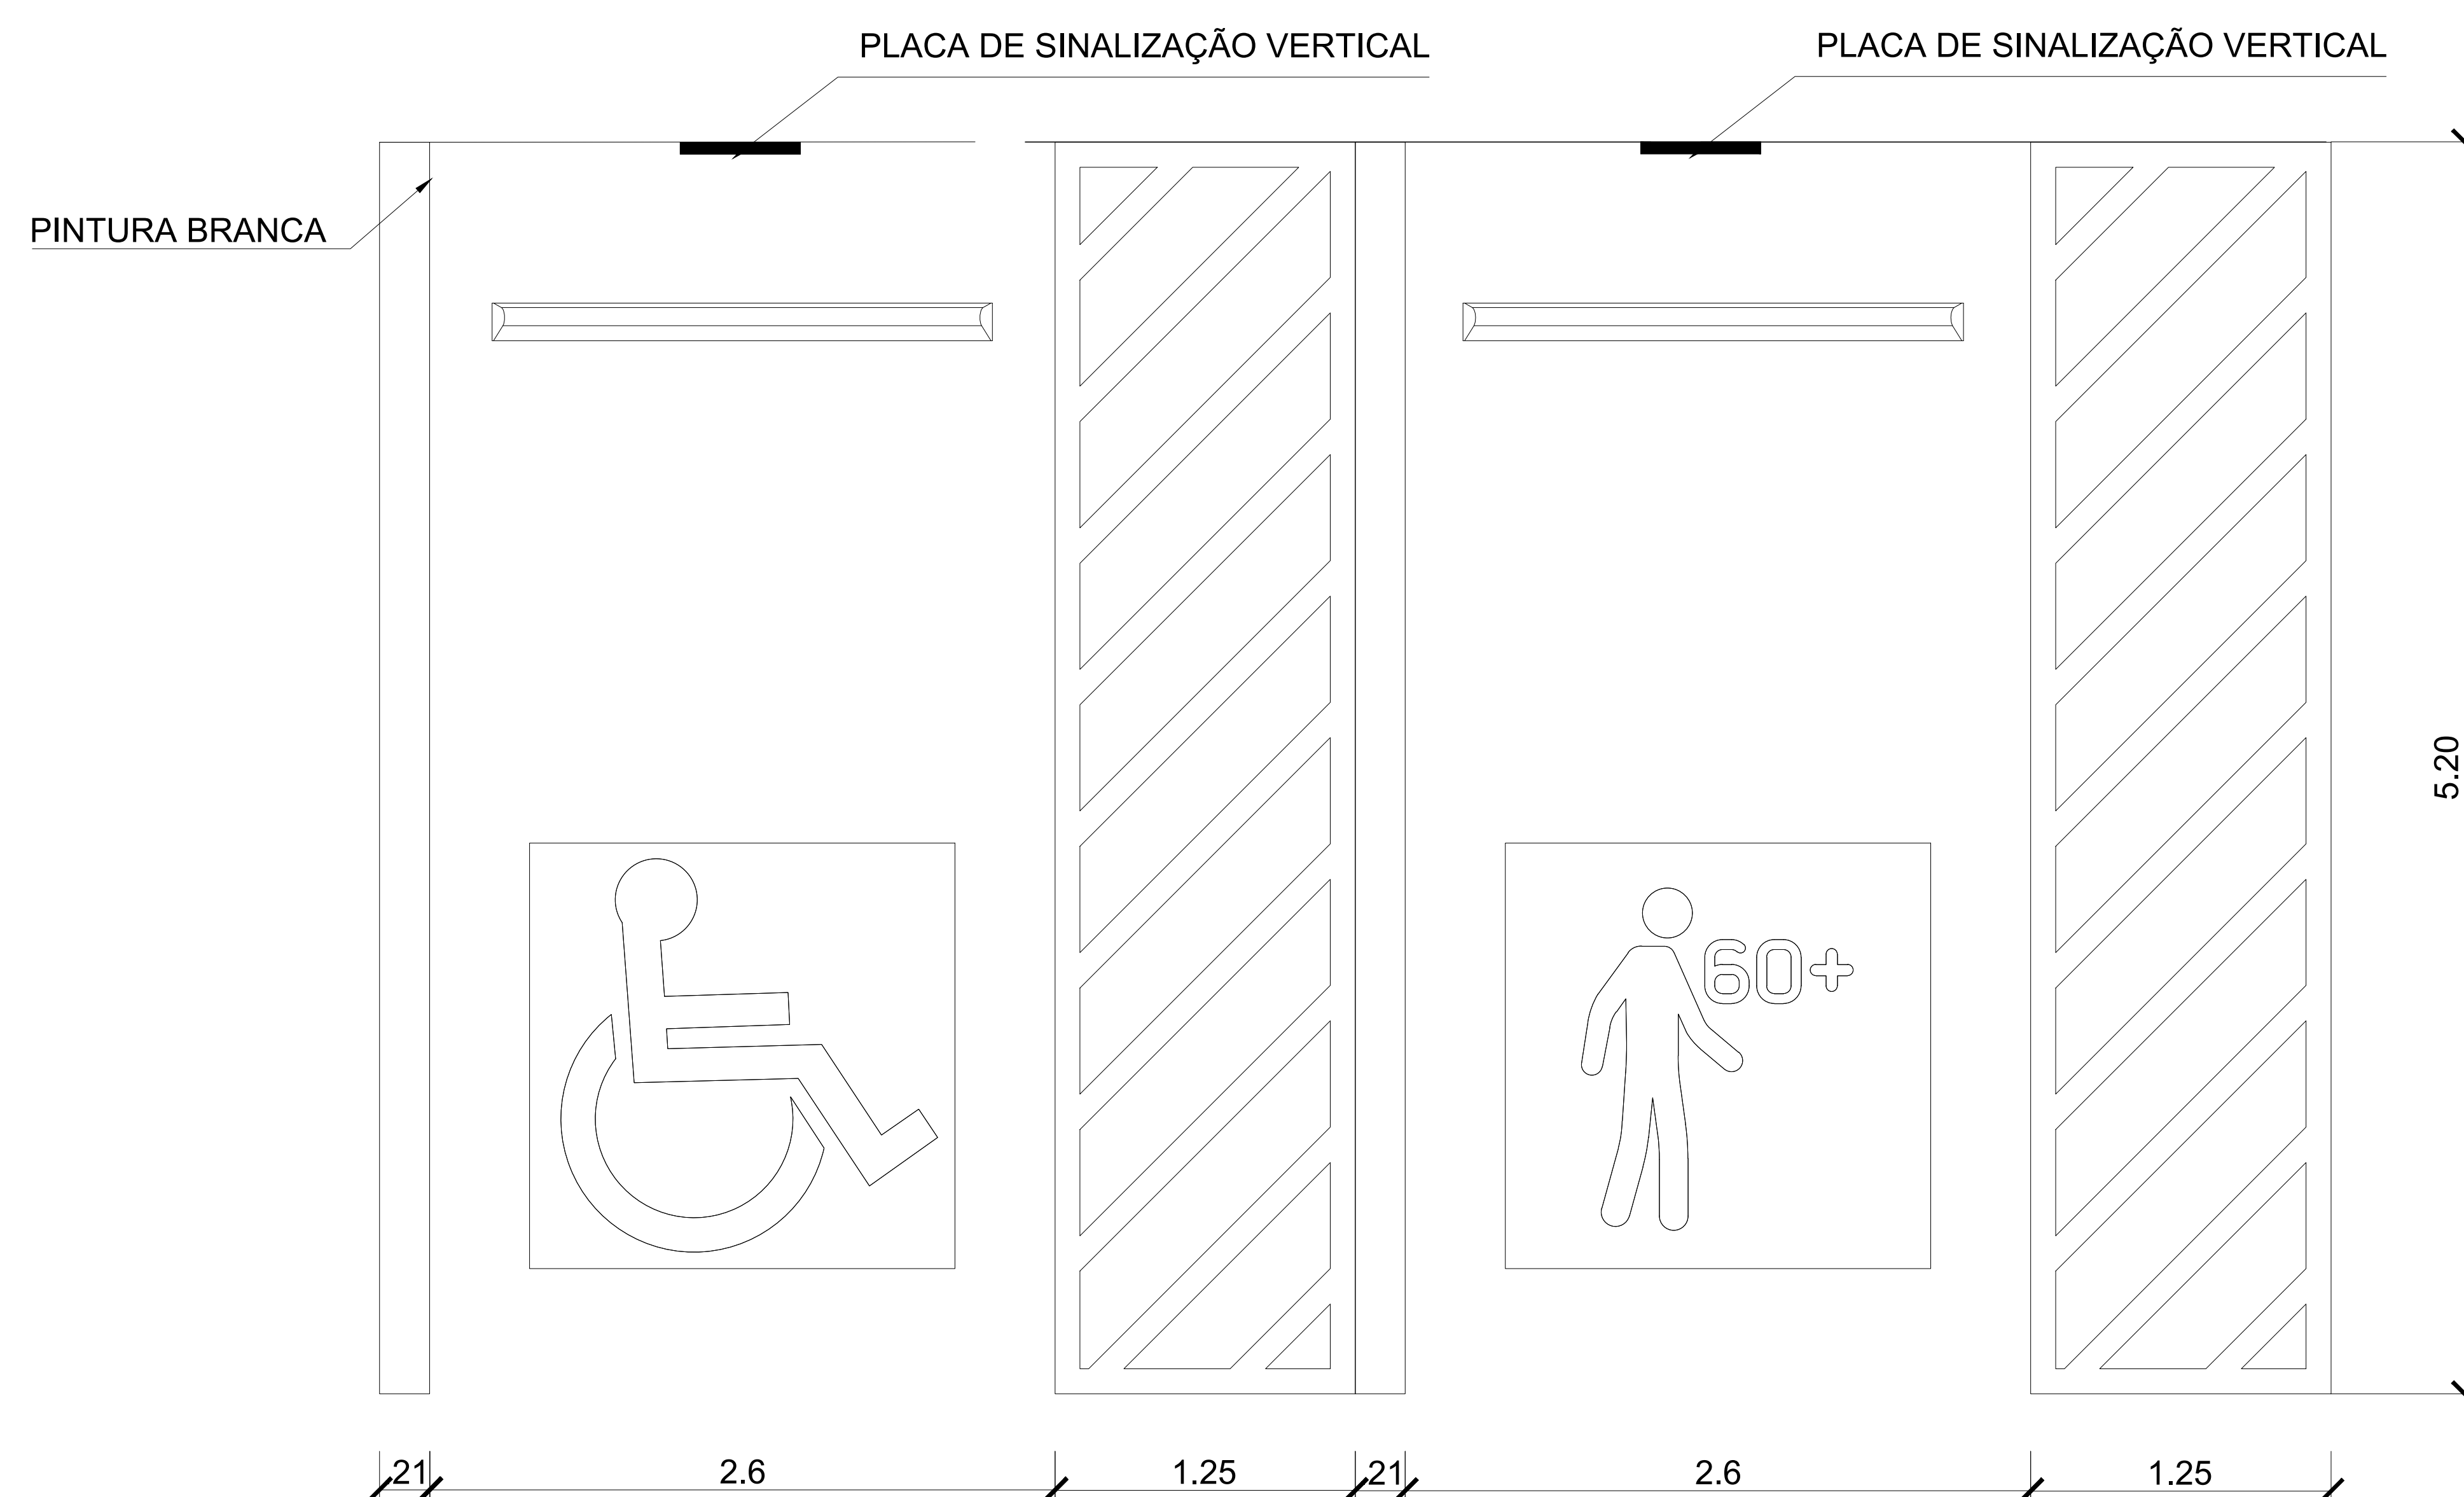 PLACA DE SINALIZAÇÃO VERTICAL
PLACA DE SINALIZAÇÃO VERTICAL
PINTURA BRANCA
5.20
60+
21
2.6
1.25
21
2.6
1.25